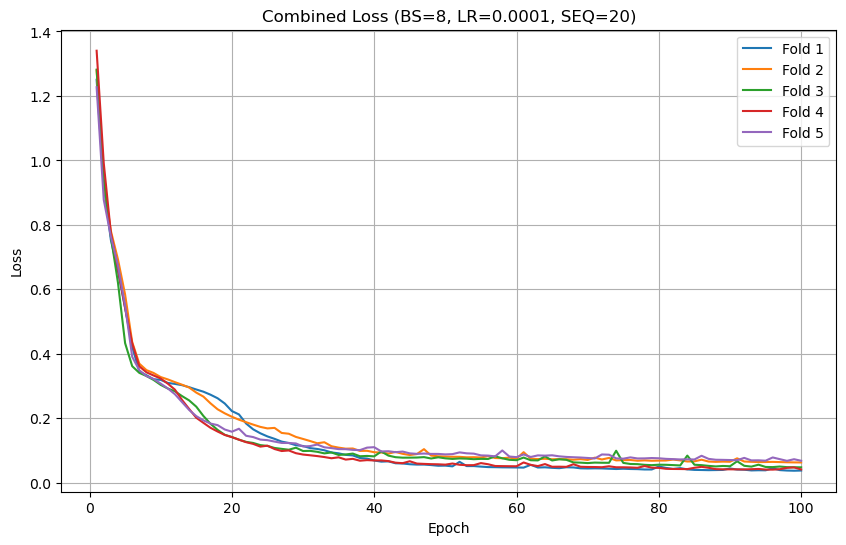 Combined Loss (BS=8, LR=0.0001, SEQ=20)
Loss
1.4
1.2
1.0
0.8
0.6
0.4
0.2
0.0
Fold 1
Fold 2
Fold 3
Fold 4
Fold 5
0 20 40 60 80 100
Epoch